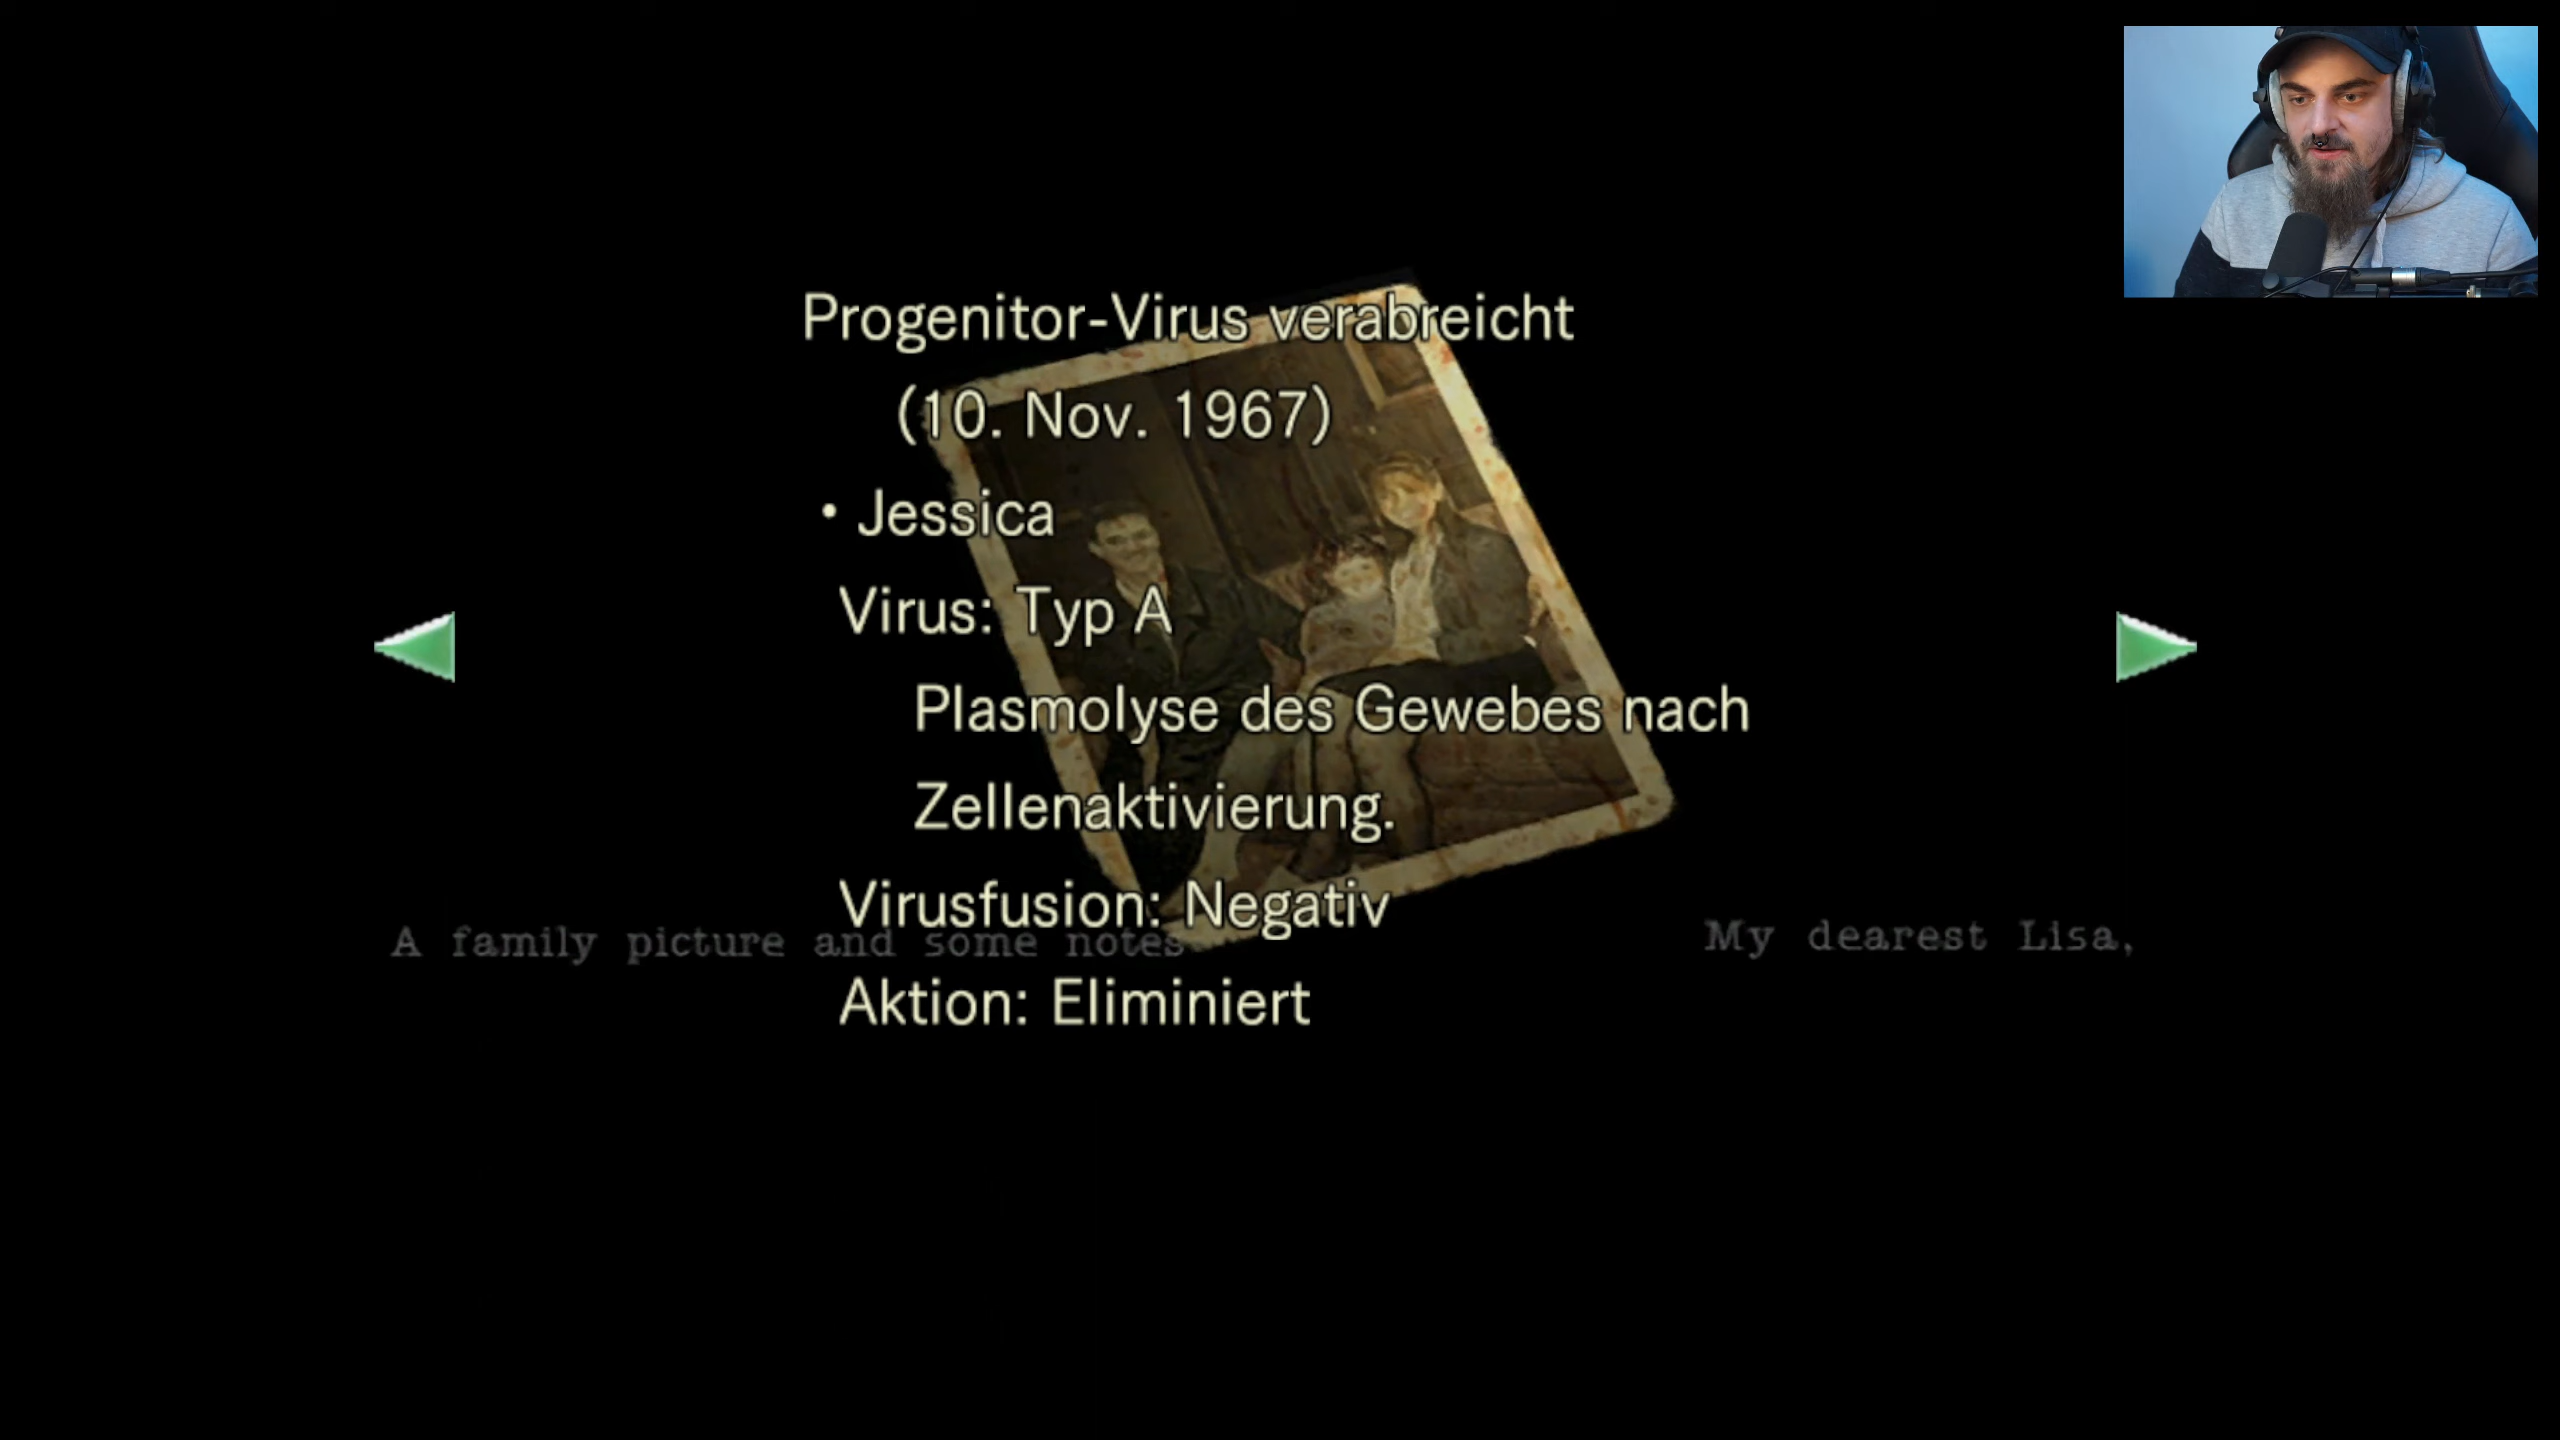 Progenitor-Virus verabreicht
(10. Nov. 1967)
• Jessica
Virus: Typ A
Plasmolyse des Gewebes nach
Zellenaktivierung.
Virusfusion: Negativ
A family picture and some notes
My dearest Lisa,
Aktion: Eliminiert